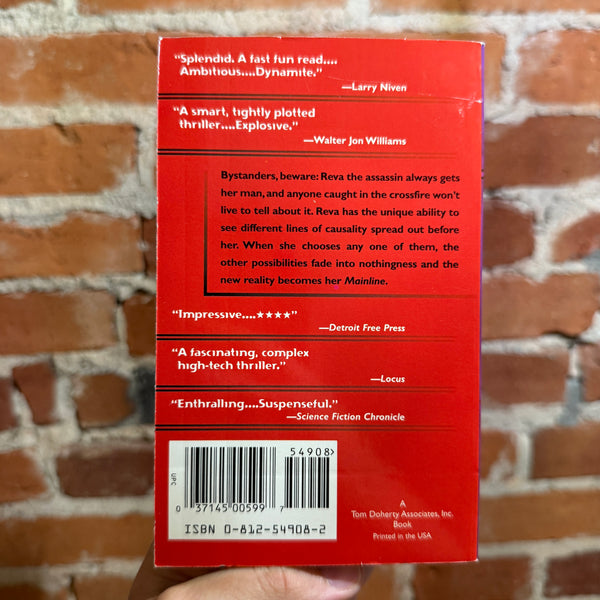 “Splendid. A fast fun read....
Ambitious....Dynamite.”
—Larry Niven
“A smart, tightly plotted
thriller....Explosive.”
—Walter Jon Williams
Bystanders, beware: Reva the assassin always gets
her man, and anyone caught in the crossfire won't
live to tell about it. Reva has the unique ability to
see different lines of causality spread out before
her. When she chooses any one of them, the
other possibilities fade into nothingness and the
new reality becomes her Mainline.
“Impressive....★★★★”
—Detroit Free Press
“A fascinating, complex
high-tech thriller.”
—Locus
“Enthralling....Suspenseful.”
—Science Fiction Chronicle
54908>
UPC
0 37145 00599 7
ISBN 0-812-54908-2
A
Tom Doherty Associates, Inc.
Book
Printed in the USA